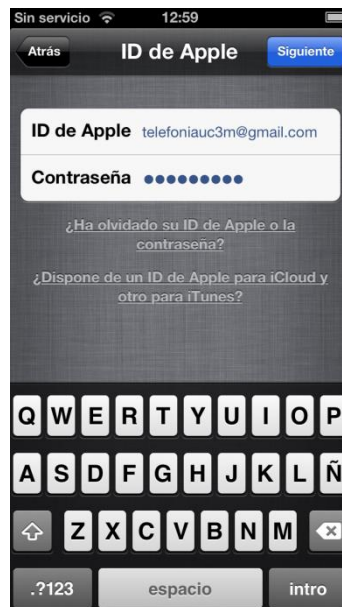 Sin servicio 12:59
Atrás ID de Apple Siguiente
ID de Apple telefoniauc3m@gmail.com
Contraseña ●●●●●●●●●
¿Ha olvidado su ID de Apple o la
contraseña?
¿Dispone de un ID de Apple para iCloud y
otro para iTunes?
Q W E R T Y U I O P
A S D F G H J K L Ñ
Z X C V B N M
.?123 espacio intro